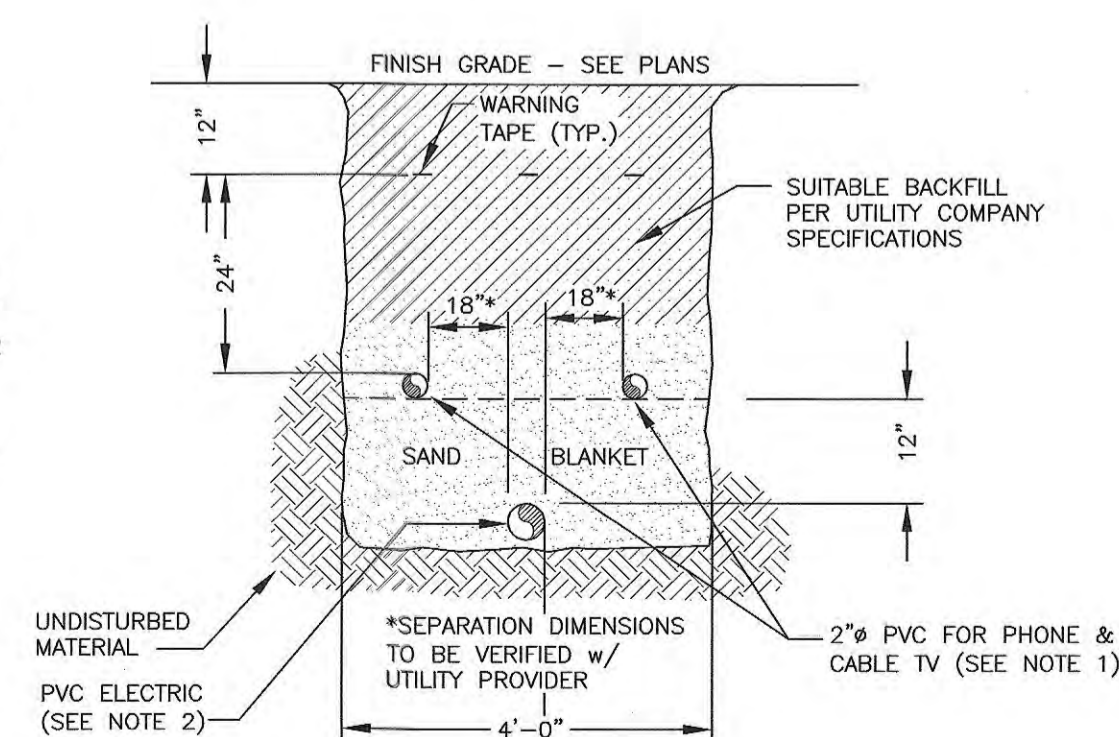 FINISH GRADE – SEE PLANS
12"
WARNING
TAPE (TYP.)
24"
SUITABLE BACKFILL
PER UTILITY COMPANY
SPECIFICATIONS
18"*
18"*
12"
SAND BLANKET
UNDISTURBED
MATERIAL
PVC ELECTRIC
(SEE NOTE 2)
*SEPARATION DIMENSIONS
TO BE VERIFIED w/
UTILITY PROVIDER
2"ø PVC FOR PHONE &
CABLE TV (SEE NOTE 1)
4'-0"